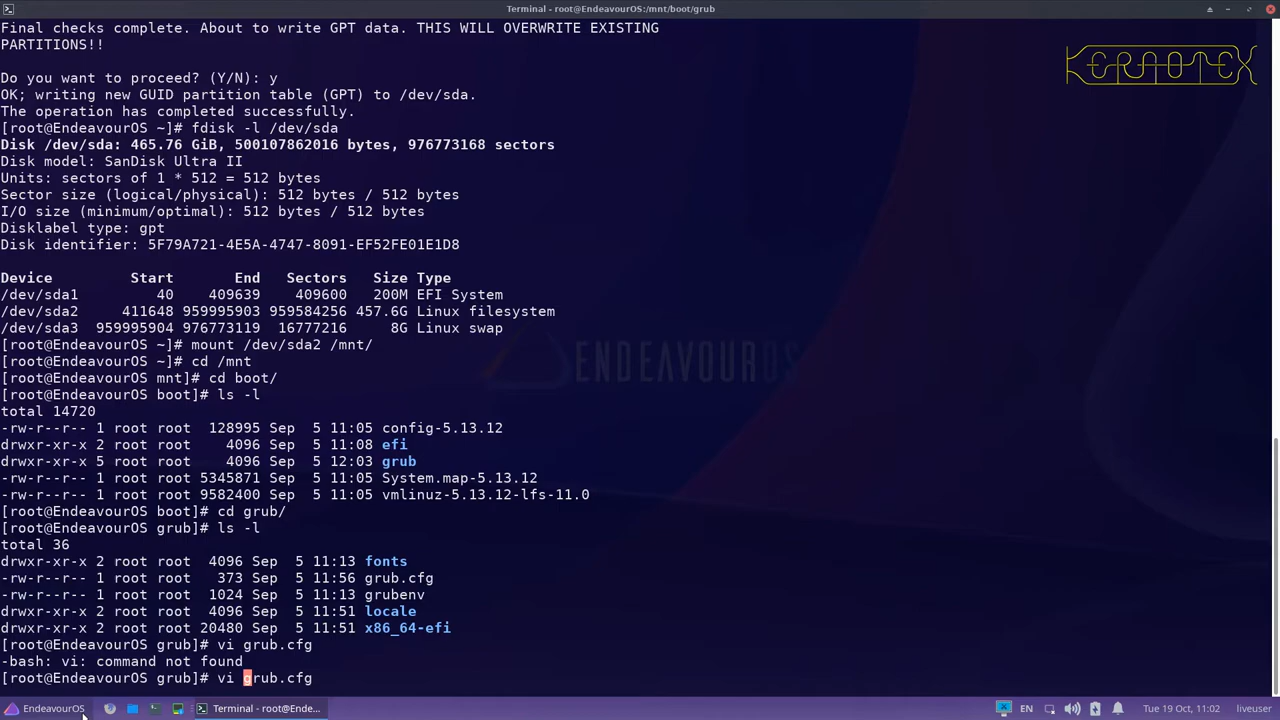 Terminal - root@EndeavourOS:/mnt/boot/grub
Final checks complete. About to write GPT data. THIS WILL OVERWRITE EXISTING
PARTITIONS!!
KERNOTEX
Do you want to proceed? (Y/N): y
OK; writing new GUID partition table (GPT) to /dev/sda.
The operation has completed successfully.
[root@EndeavourOS ~]# fdisk -l /dev/sda
Disk /dev/sda: 465.76 GiB, 500107862016 bytes, 976773168 sectors
Disk model: SanDisk Ultra II
Units: sectors of 1 * 512 = 512 bytes
Sector size (logical/physical): 512 bytes / 512 bytes
I/O size (minimum/optimal): 512 bytes / 512 bytes
Disklabel type: gpt
Disk identifier: 5F79A721-4E5A-4747-8091-EF52FE01E1D8
Device Start End Sectors Size Type
/dev/sda1 40 409639 409600 200M EFI System
/dev/sda2 411648 959995903 959584256 457.6G Linux filesystem
/dev/sda3 959995904 976773119 16777216 8G Linux swap
[root@EndeavourOS ~]# mount /dev/sda2 /mnt/
[root@EndeavourOS ~]# cd /mnt
[root@EndeavourOS mnt]# cd boot/
[root@EndeavourOS boot]# ls -l
total 14720
-rw-r--r-- 1 root root 128995 Sep 5 11:05 config-5.13.12
drwxr-xr-x 2 root root 4096 Sep 5 11:08 efi
drwxr-xr-x 5 root root 4096 Sep 5 12:03 grub
-rw-r--r-- 1 root root 5345871 Sep 5 11:05 System.map-5.13.12
-rw-r--r-- 1 root root 9582400 Sep 5 11:05 vmlinuz-5.13.12-lfs-11.0
[root@EndeavourOS boot]# cd grub/
[root@EndeavourOS grub]# ls -l
total 36
drwxr-xr-x 2 root root 4096 Sep 5 11:13 fonts
-rw-r--r-- 1 root root 373 Sep 5 11:56 grub.cfg
-rw-r--r-- 1 root root 1024 Sep 5 11:13 grubenv
drwxr-xr-x 2 root root 4096 Sep 5 11:51 locale
drwxr-xr-x 2 root root 20480 Sep 5 11:51 x86_64-efi
[root@EndeavourOS grub]# vi grub.cfg
-bash: vi: command not found
[root@EndeavourOS grub]# vi grub.cfg
ENDEAVOUROS
EndeavourOS
Terminal - root@Ende...
EN
Tue 19 Oct, 11:02
liveuser